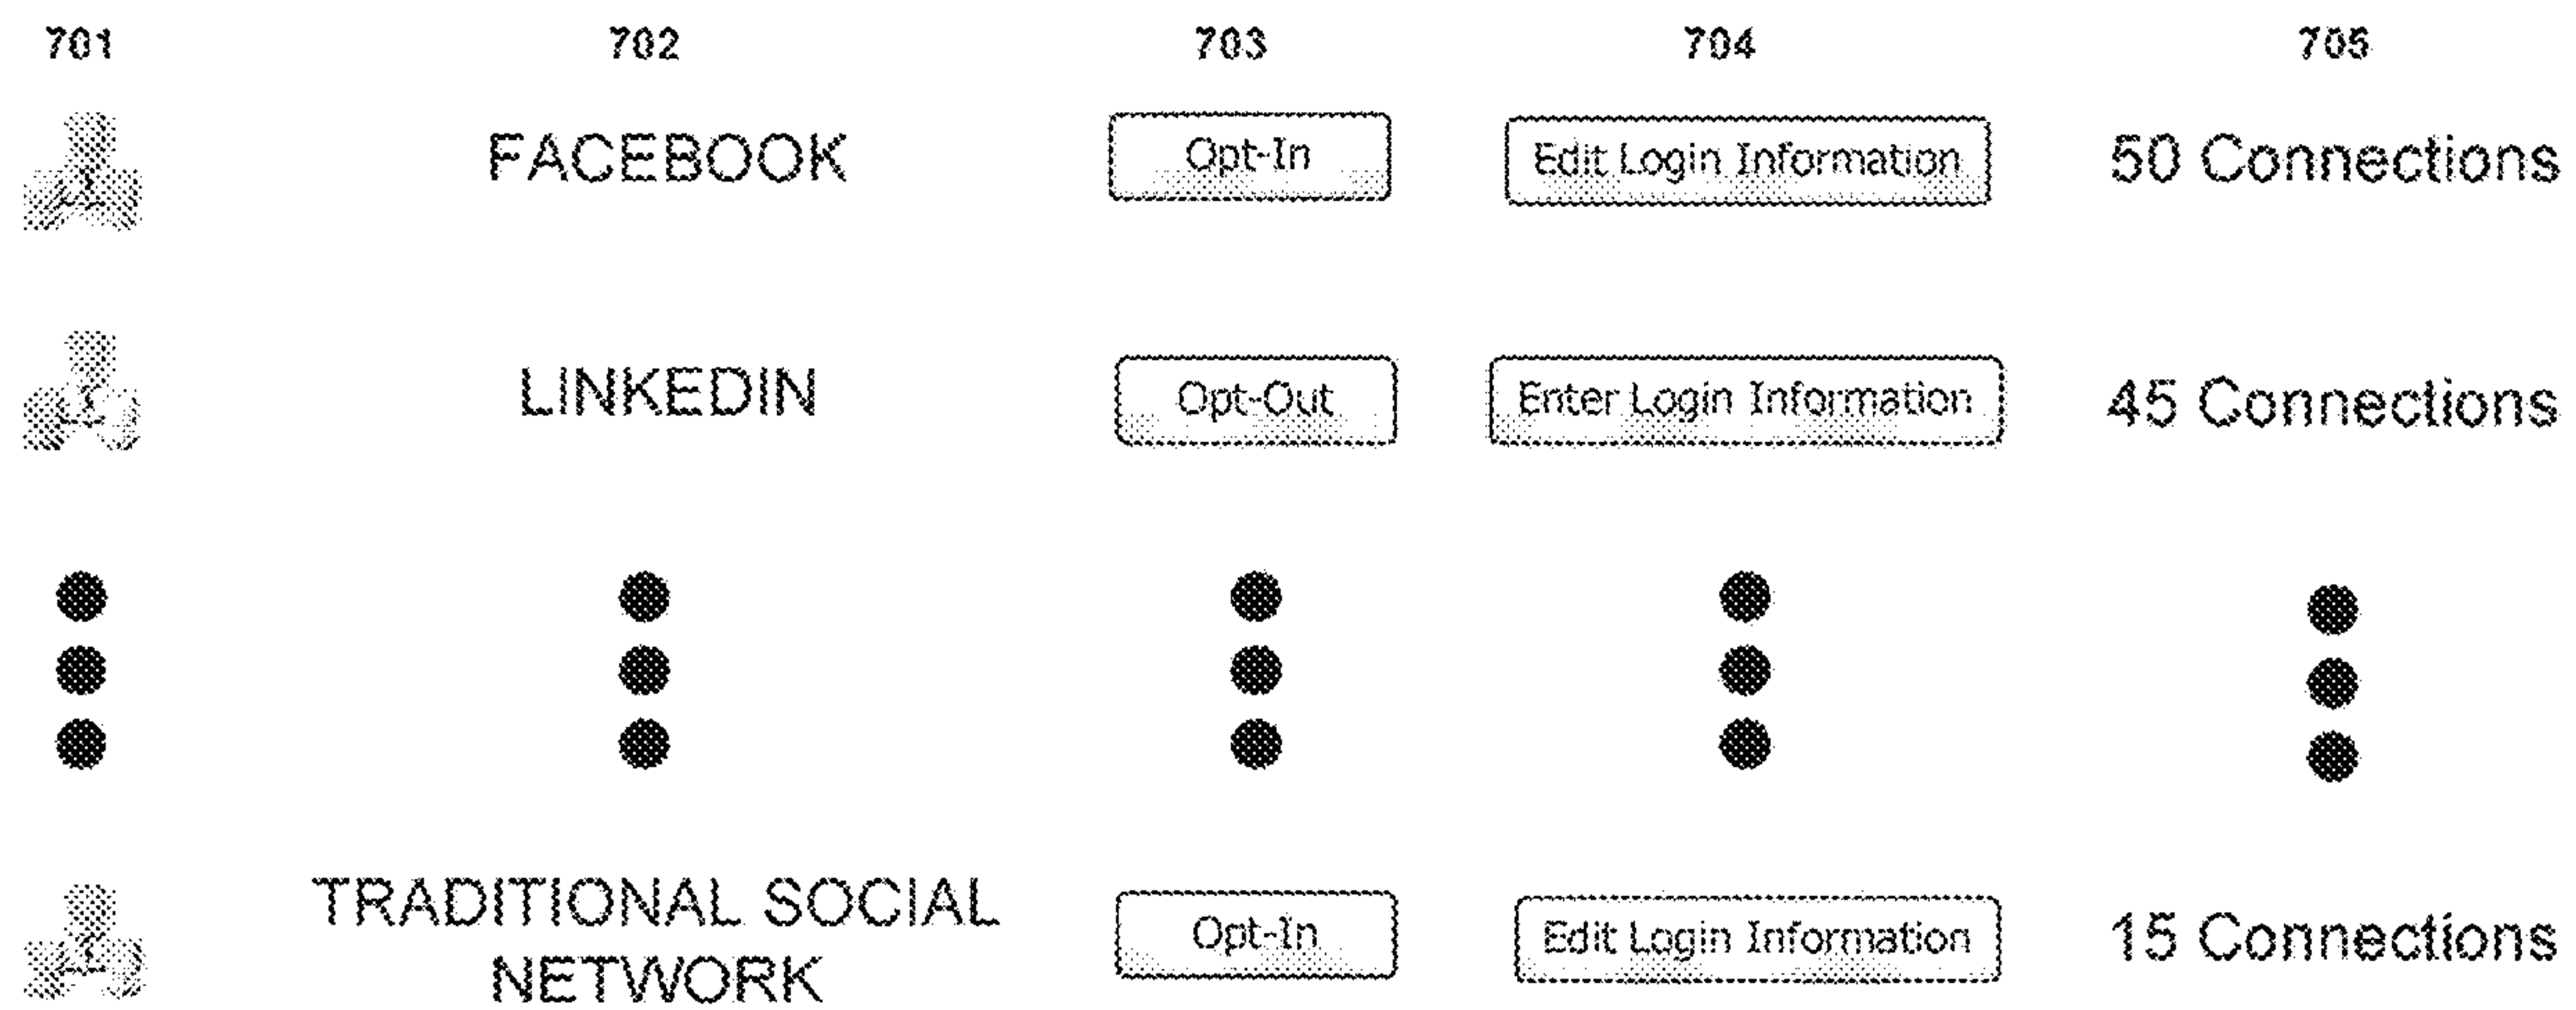 701 702 703 704 705
FACEBOOK Opt-In Edit Login Information 50 Connections
LINKEDIN Opt-Out Enter Login Information 45 Connections
TRADITIONAL SOCIAL
NETWORK Opt-In Edit Login Information 15 Connections